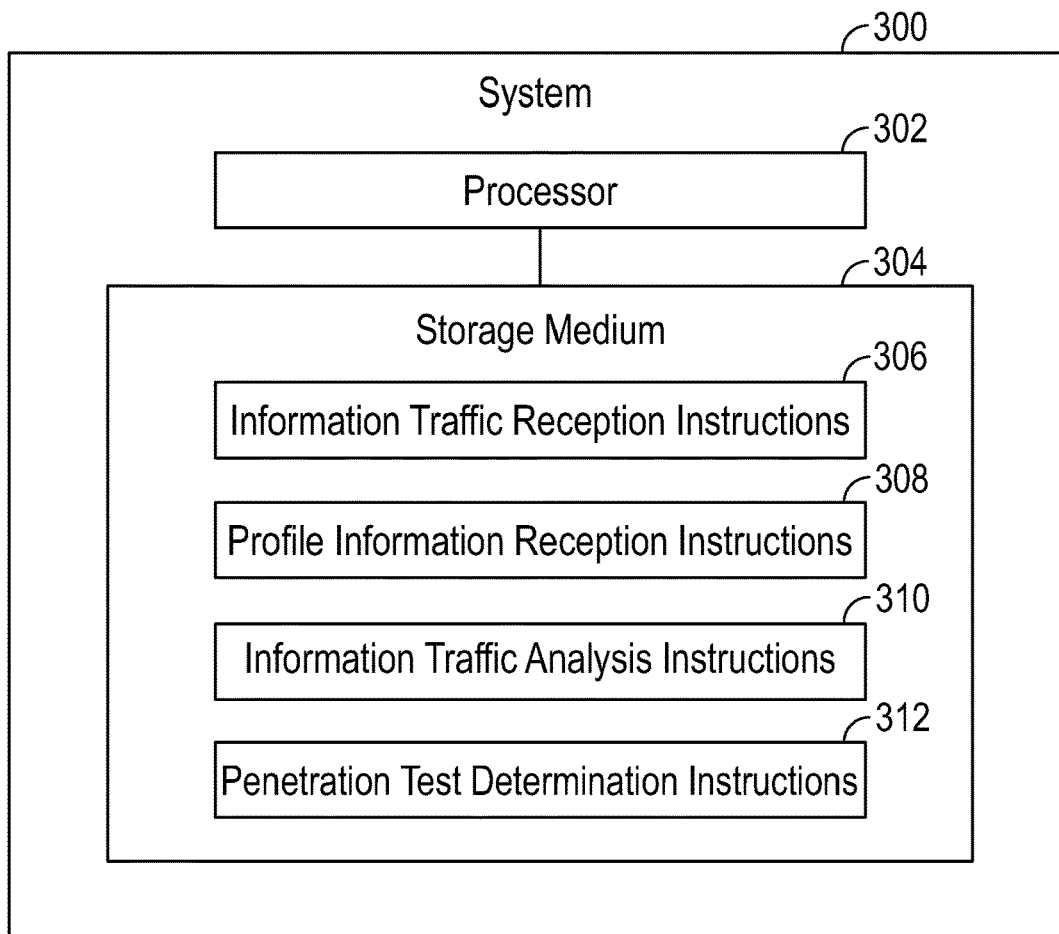 300
System
302
Processor
304
Storage Medium
306
Information Traffic Reception Instructions
308
Profile Information Reception Instructions
310
Information Traffic Analysis Instructions
312
Penetration Test Determination Instructions